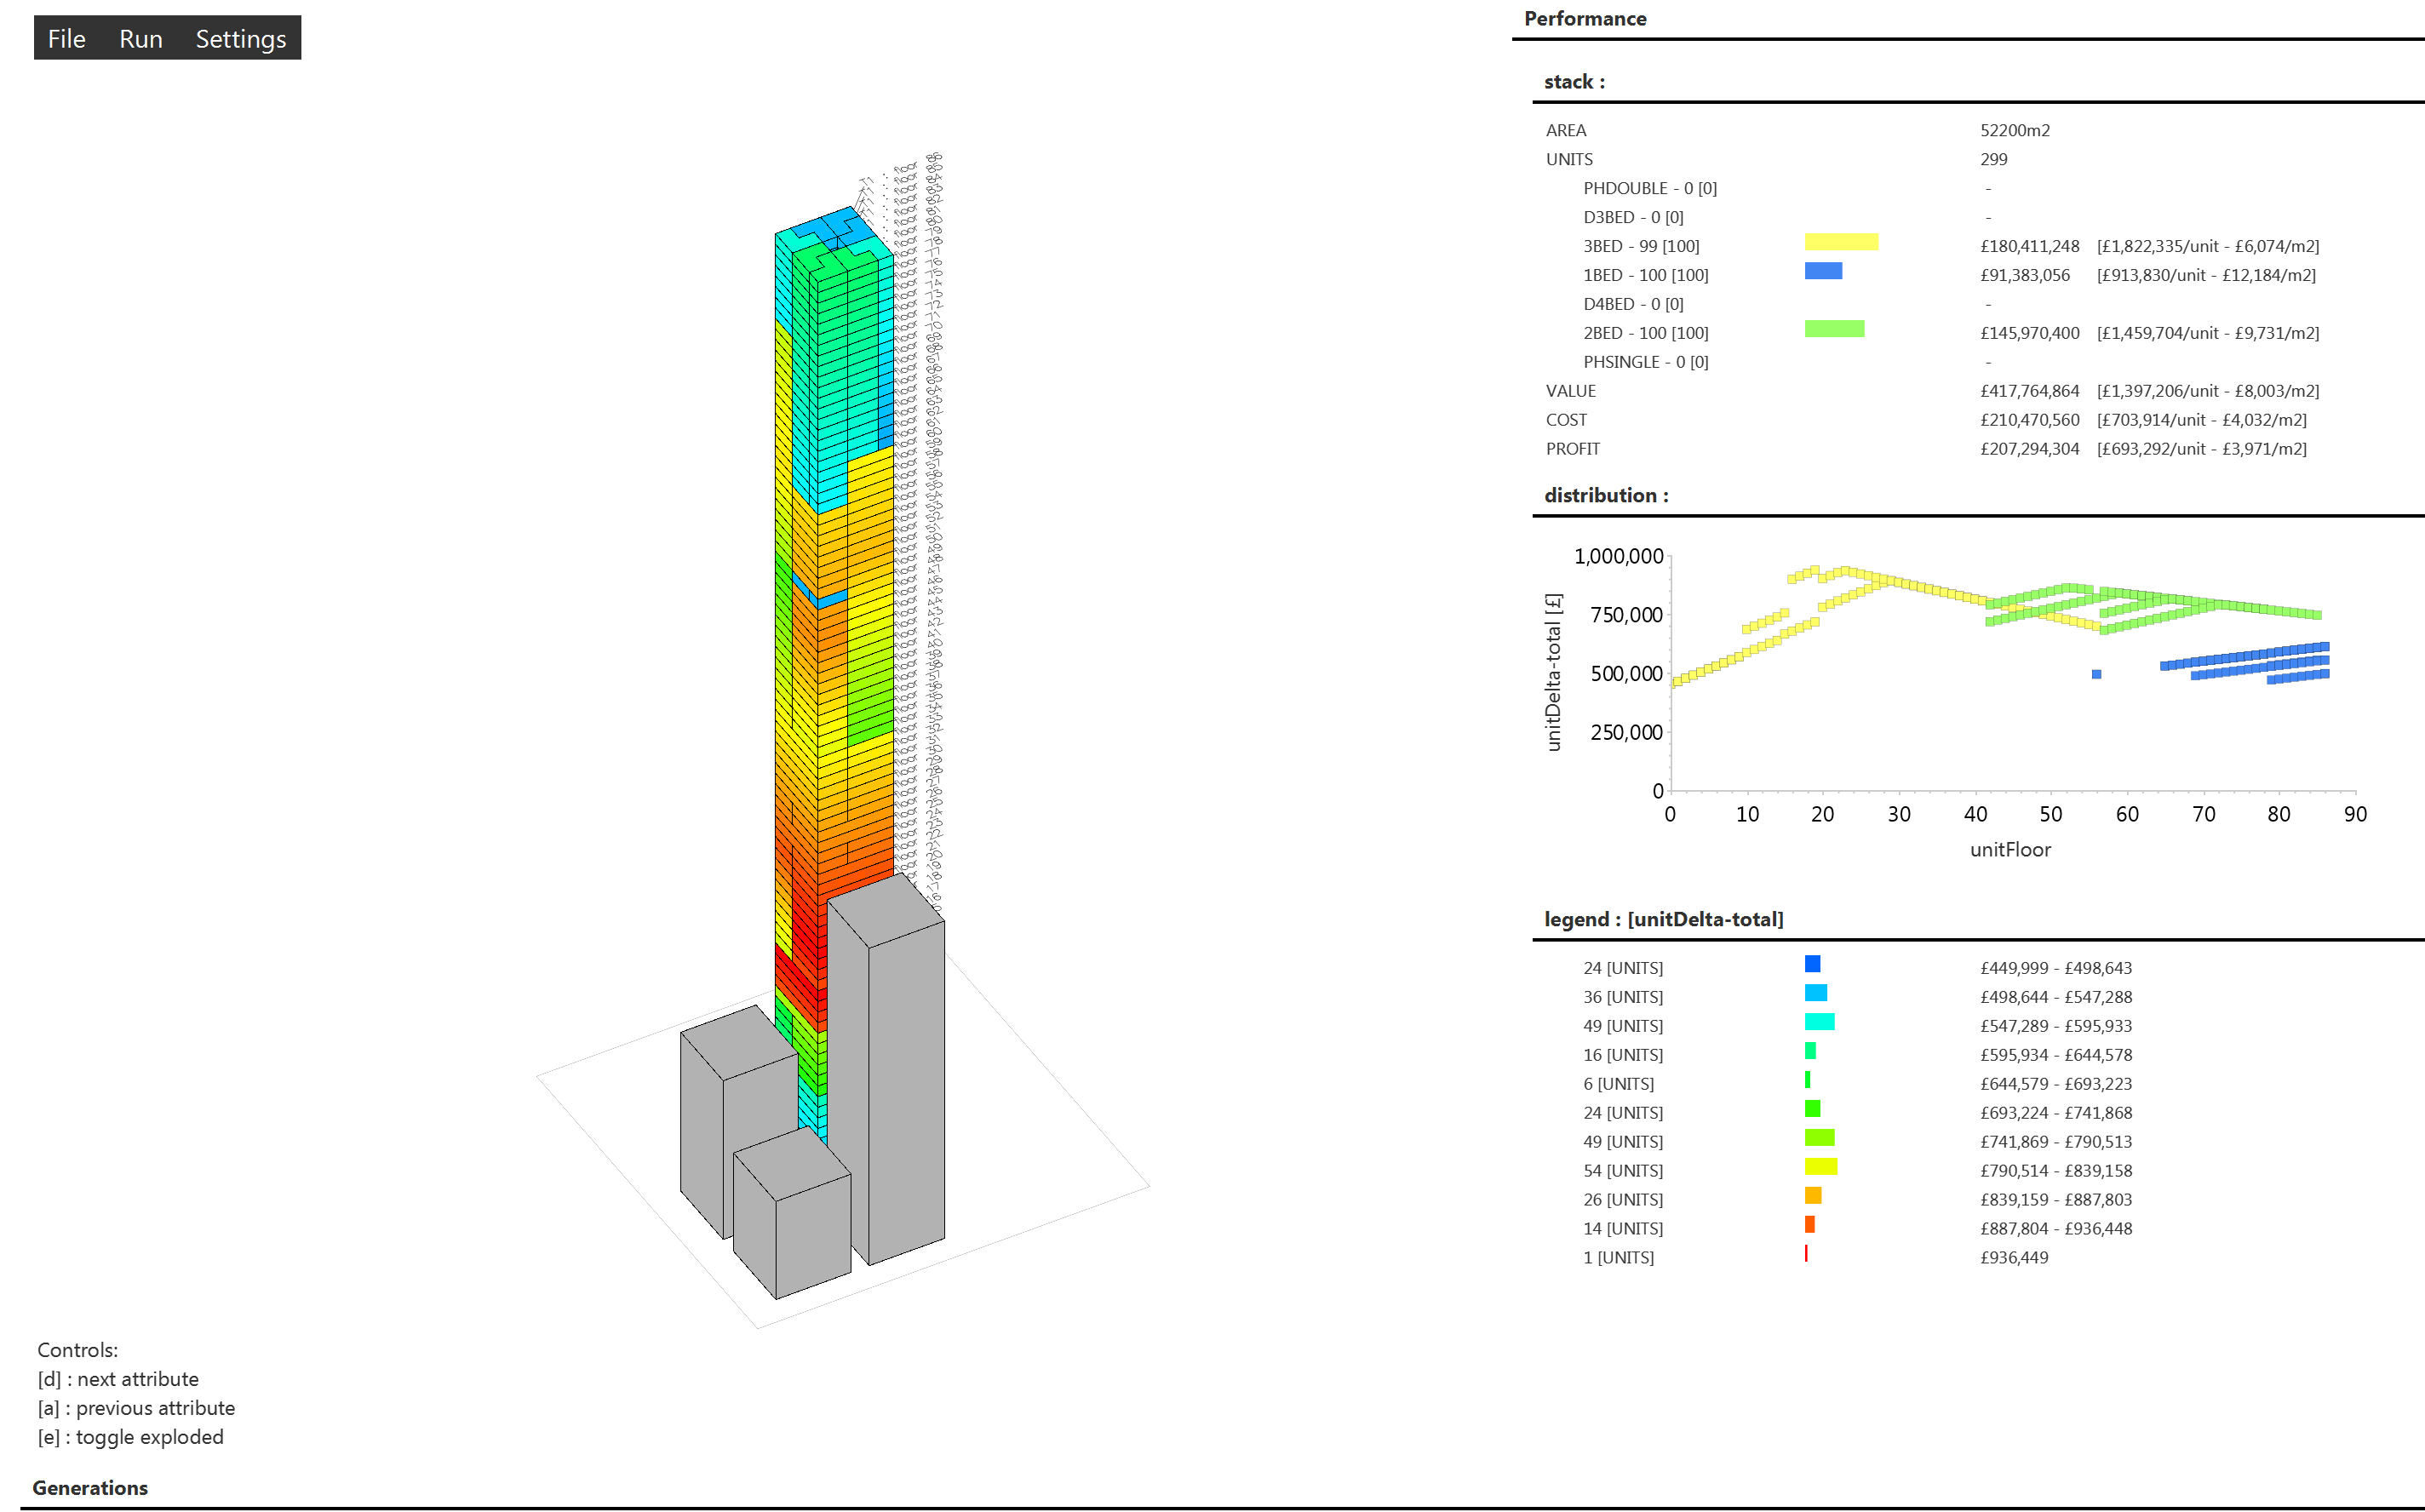 File Run Settings
Performance
stack :
AREA 52200m2
UNITS 299
PHDOUBLE - 0 [0] -
D3BED - 0 [0] -
3BED - 99 [100] £180,411,248 [£1,822,335/unit - £6,074/m2]
1BED - 100 [100] £91,383,056 [£913,830/unit - £12,184/m2]
D4BED - 0 [0] -
2BED - 100 [100] £145,970,400 [£1,459,704/unit - £9,731/m2]
PHSINGLE - 0 [0] -
VALUE £417,764,864 [£1,397,206/unit - £8,003/m2]
COST £210,470,560 [£703,914/unit - £4,032/m2]
PROFIT £207,294,304 [£693,292/unit - £3,971/m2]
distribution :
unitDelta-total [£]
1,000,000
750,000
500,000
250,000
0
0 10 20 30 40 50 60 70 80 90
unitFloor
legend : [unitDelta-total]
24 [UNITS] £449,999 - £498,643
36 [UNITS] £498,644 - £547,288
49 [UNITS] £547,289 - £595,933
16 [UNITS] £595,934 - £644,578
6 [UNITS] £644,579 - £693,223
24 [UNITS] £693,224 - £741,868
49 [UNITS] £741,869 - £790,513
54 [UNITS] £790,514 - £839,158
26 [UNITS] £839,159 - £887,803
14 [UNITS] £887,804 - £936,448
1 [UNITS] £936,449
Controls:
[d] : next attribute
[a] : previous attribute
[e] : toggle exploded
Generations